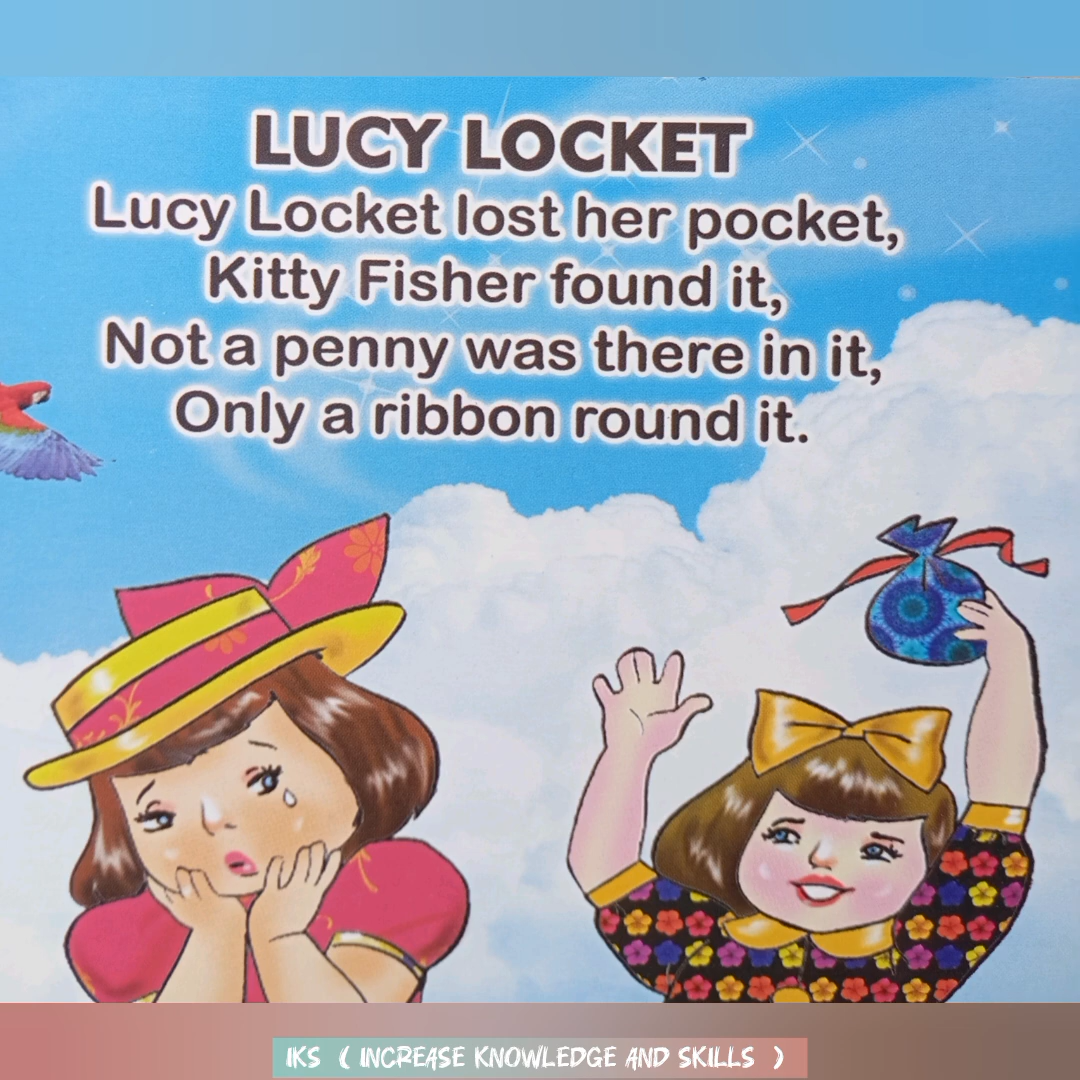 LUCY LOCKET
Lucy Locket lost her pocket,
Kitty Fisher found it,
Not a penny was there in it,
Only a ribbon round it.
IKS ( INCREASE KNOWLEDGE AND SKILLS )